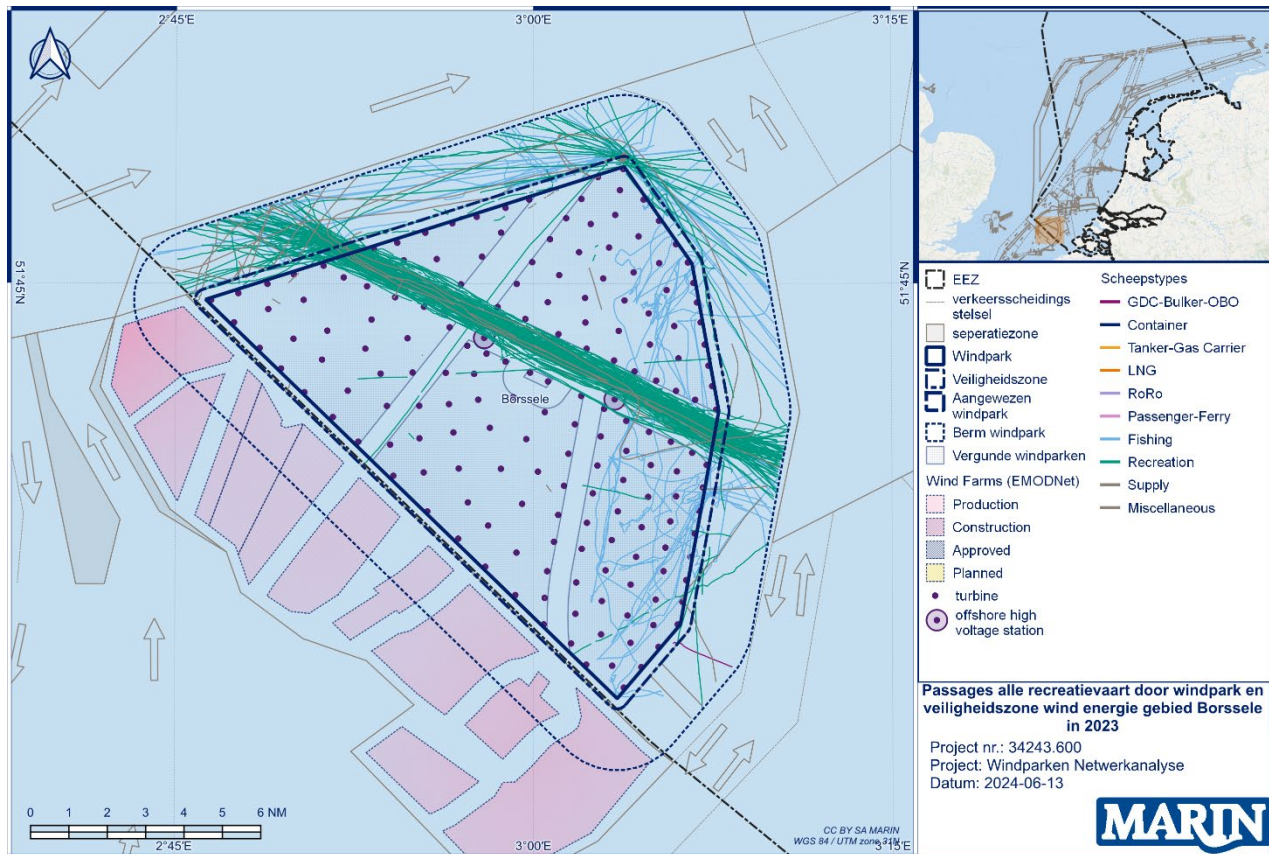 2°45'E
3°00'E
3°15'E
51°45'N
51°45'N
Borssele
0 1 2 3 4 5 6 NM
2°45'E
3°00'E
3°15'E
CC BY SA MARIN
WGS 84 / UTM zone 31N
EEZ
verkeersscheidings
stelsel
seperatiezone
Windpark
Veiligheidszone
Aangewezen
windpark
Berm windpark
Vergunde windparken
Wind Farms (EMODNet)
Production
Construction
Approved
Planned
turbine
offshore high
voltage station
Scheepstypes
GDC-Bulker-OBO
Container
Tanker-Gas Carrier
LNG
RoRo
Passenger-Ferry
Fishing
Recreation
Supply
Miscellaneous
Passages alle recreatievaart door windpark en
veiligheidszone wind energie gebied Borssele
in 2023
Project nr.: 34243.600
Project: Windparken Netwerkanalyse
Datum: 2024-06-13
MARIN